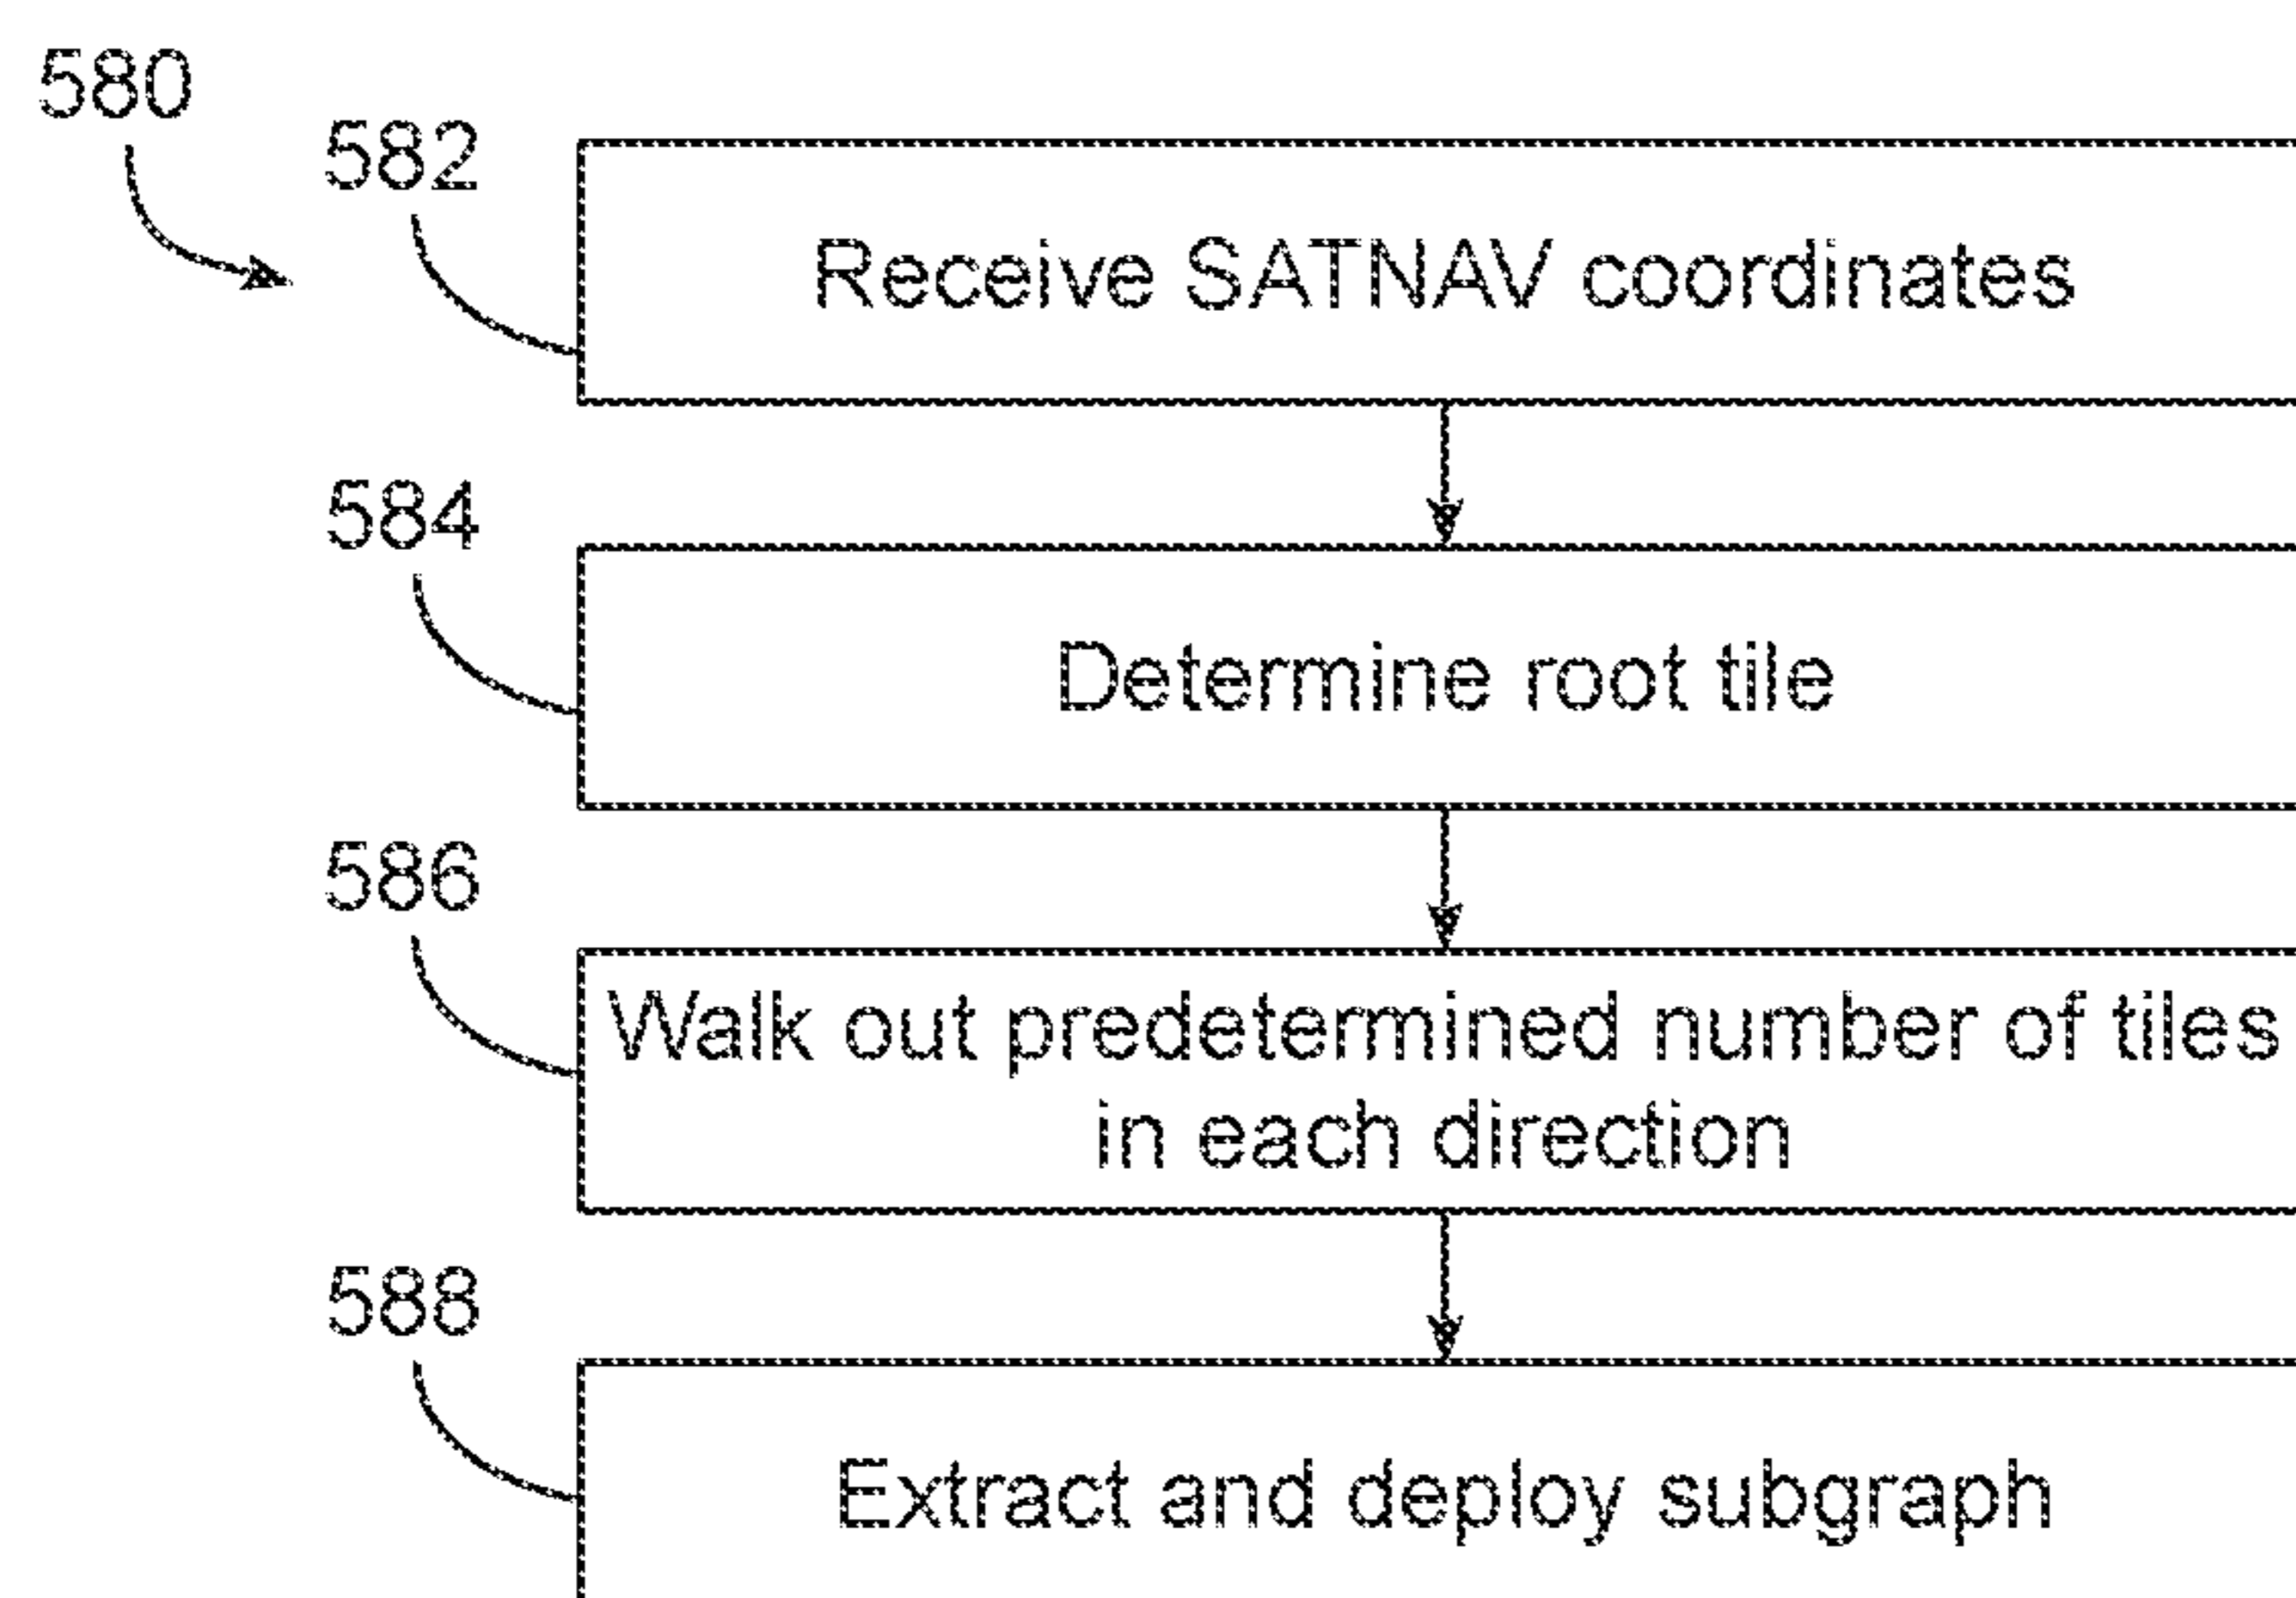 580
582
Receive SATNAV coordinates
584
Determine root tile
586
Walk out predetermined number of tiles
in each direction
588
Extract and deploy subgraph